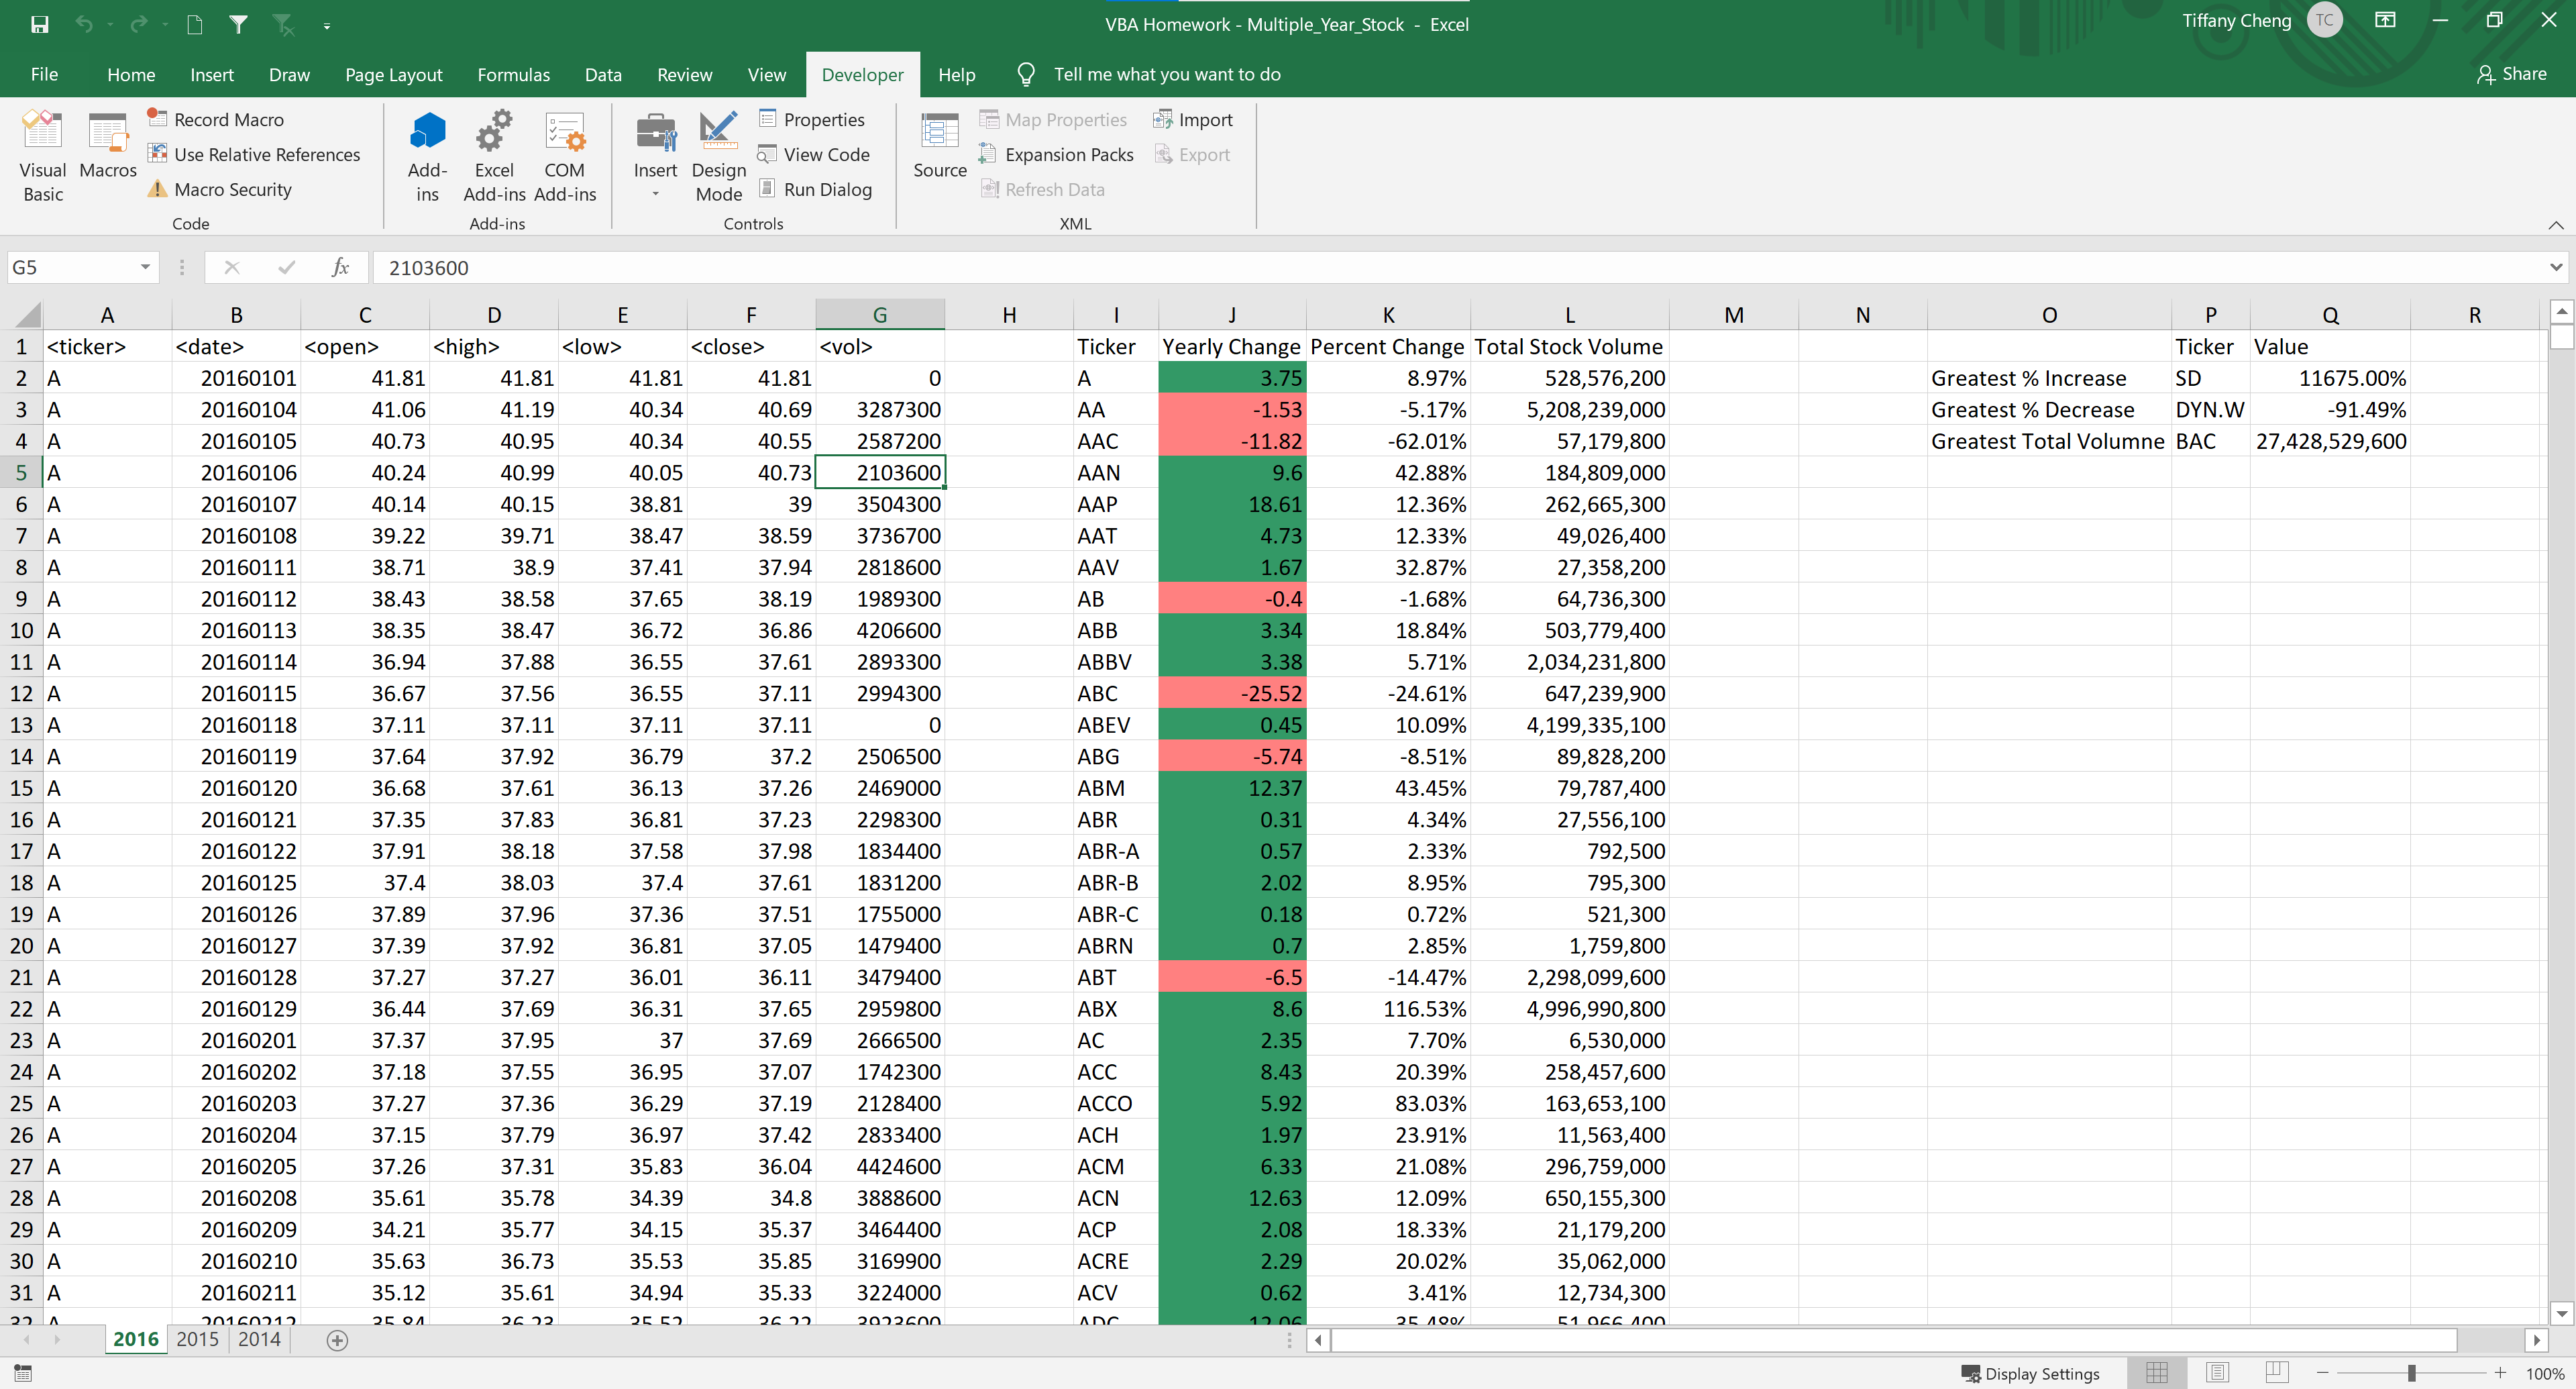 VBA Homework - Multiple_Year_Stock - Excel
Tiffany Cheng TC
File Home Insert Draw Page Layout Formulas Data Review View Developer Help Tell me what you want to do Share
Visual Basic
Macros
Record Macro
Use Relative References
Macro Security
Code
Add-ins
Excel Add-ins
COM Add-ins
Add-ins
Insert
Design Mode
Properties
View Code
Run Dialog
Controls
Source
Map Properties
Expansion Packs
Refresh Data
Import
Export
XML
G5 fx 2103600
A B C D E F G H I J K L M N O P Q R
1 <ticker> <date> <open> <high> <low> <close> <vol> Ticker Yearly Change Percent Change Total Stock Volume Ticker Value
2 A 20160101 41.81 41.81 41.81 41.81 0 A 3.75 8.97% 528,576,200 Greatest % Increase SD 11675.00%
3 A 20160104 41.06 41.19 40.34 40.69 3287300 AA -1.53 -5.17% 5,208,239,000 Greatest % Decrease DYN.W -91.49%
4 A 20160105 40.73 40.95 40.34 40.55 2587200 AAC -11.82 -62.01% 57,179,800 Greatest Total Volumne BAC 27,428,529,600
5 A 20160106 40.24 40.99 40.05 40.73 2103600 AAN 9.6 42.88% 184,809,000
6 A 20160107 40.14 40.15 38.81 39 3504300 AAP 18.61 12.36% 262,665,300
7 A 20160108 39.22 39.71 38.47 38.59 3736700 AAT 4.73 12.33% 49,026,400
8 A 20160111 38.71 38.9 37.41 37.94 2818600 AAV 1.67 32.87% 27,358,200
9 A 20160112 38.43 38.58 37.65 38.19 1989300 AB -0.4 -1.68% 64,736,300
10 A 20160113 38.35 38.47 36.72 36.86 4206600 ABB 3.34 18.84% 503,779,400
11 A 20160114 36.94 37.88 36.55 37.61 2893300 ABBV 3.38 5.71% 2,034,231,800
12 A 20160115 36.67 37.56 36.55 37.11 2994300 ABC -25.52 -24.61% 647,239,900
13 A 20160118 37.11 37.11 37.11 37.11 0 ABEV 0.45 10.09% 4,199,335,100
14 A 20160119 37.64 37.92 36.79 37.2 2506500 ABG -5.74 -8.51% 89,828,200
15 A 20160120 36.68 37.61 36.13 37.26 2469000 ABM 12.37 43.45% 79,787,400
16 A 20160121 37.35 37.83 36.81 37.23 2298300 ABR 0.31 4.34% 27,556,100
17 A 20160122 37.91 38.18 37.58 37.98 1834400 ABR-A 0.57 2.33% 792,500
18 A 20160125 37.4 38.03 37.4 37.61 1831200 ABR-B 2.02 8.95% 795,300
19 A 20160126 37.89 37.96 37.36 37.51 1755000 ABR-C 0.18 0.72% 521,300
20 A 20160127 37.39 37.92 36.81 37.05 1479400 ABRN 0.7 2.85% 1,759,800
21 A 20160128 37.27 37.27 36.01 36.11 3479400 ABT -6.5 -14.47% 2,298,099,600
22 A 20160129 36.44 37.69 36.31 37.65 2959800 ABX 8.6 116.53% 4,996,990,800
23 A 20160201 37.37 37.95 37 37.69 2666500 AC 2.35 7.70% 6,530,000
24 A 20160202 37.18 37.55 36.95 37.07 1742300 ACC 8.43 20.39% 258,457,600
25 A 20160203 37.27 37.36 36.29 37.19 2128400 ACCO 5.92 83.03% 163,653,100
26 A 20160204 37.15 37.79 36.97 37.42 2833400 ACH 1.97 23.91% 11,563,400
27 A 20160205 37.26 37.31 35.83 36.04 4424600 ACM 6.33 21.08% 296,759,000
28 A 20160208 35.61 35.78 34.39 34.8 3888600 ACN 12.63 12.09% 650,155,300
29 A 20160209 34.21 35.77 34.15 35.37 3464400 ACP 2.08 18.33% 21,179,200
30 A 20160210 35.63 36.73 35.53 35.85 3169900 ACRE 2.29 20.02% 35,062,000
31 A 20160211 35.12 35.61 34.94 35.33 3224000 ACV 0.62 3.41% 12,734,300
32 A 20160212 35.84 36.23 35.52 36.22 3923600 ADC 12.06 35.48% 51,966,400
2016 2015 2014
Display Settings 100%